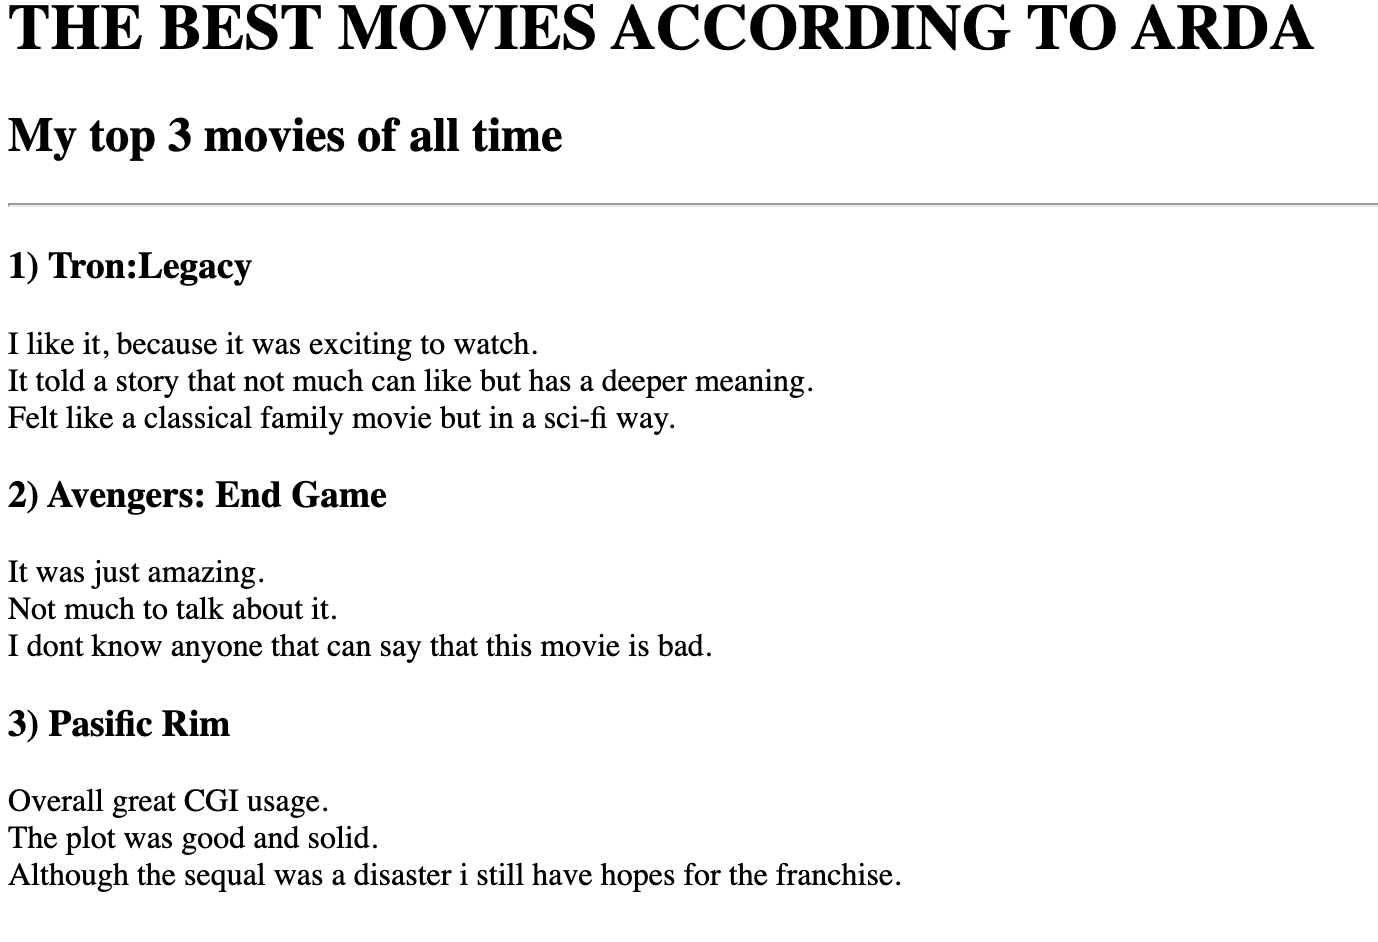 THE BEST MOVIES ACCORDING TO ARDA
My top 3 movies of all time
1) Tron:Legacy
I like it, because it was exciting to watch.
It told a story that not much can like but has a deeper meaning.
Felt like a classical family movie but in a sci-fi way.
2) Avengers: End Game
It was just amazing.
Not much to talk about it.
I dont know anyone that can say that this movie is bad.
3) Pasific Rim
Overall great CGI usage.
The plot was good and solid.
Although the sequal was a disaster i still have hopes for the franchise.